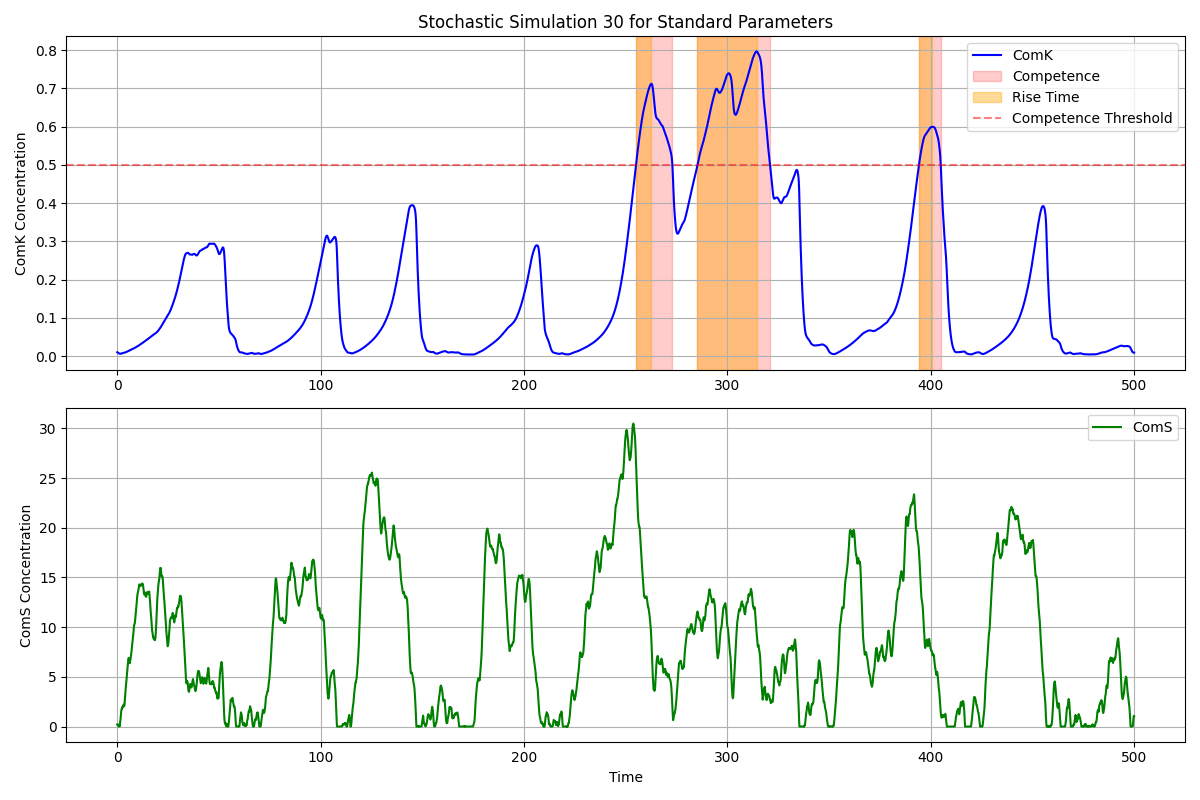 Stochastic Simulation 30 for Standard Parameters
ComK Concentration
0.8
0.7
0.6
0.5
0.4
0.3
0.2
0.1
0.0
0 100 200 300 400 500
ComK
Competence
Rise Time
Competence Threshold
ComS Concentration
30
25
20
15
10
5
0
0 100 200 300 400 500
ComS
Time